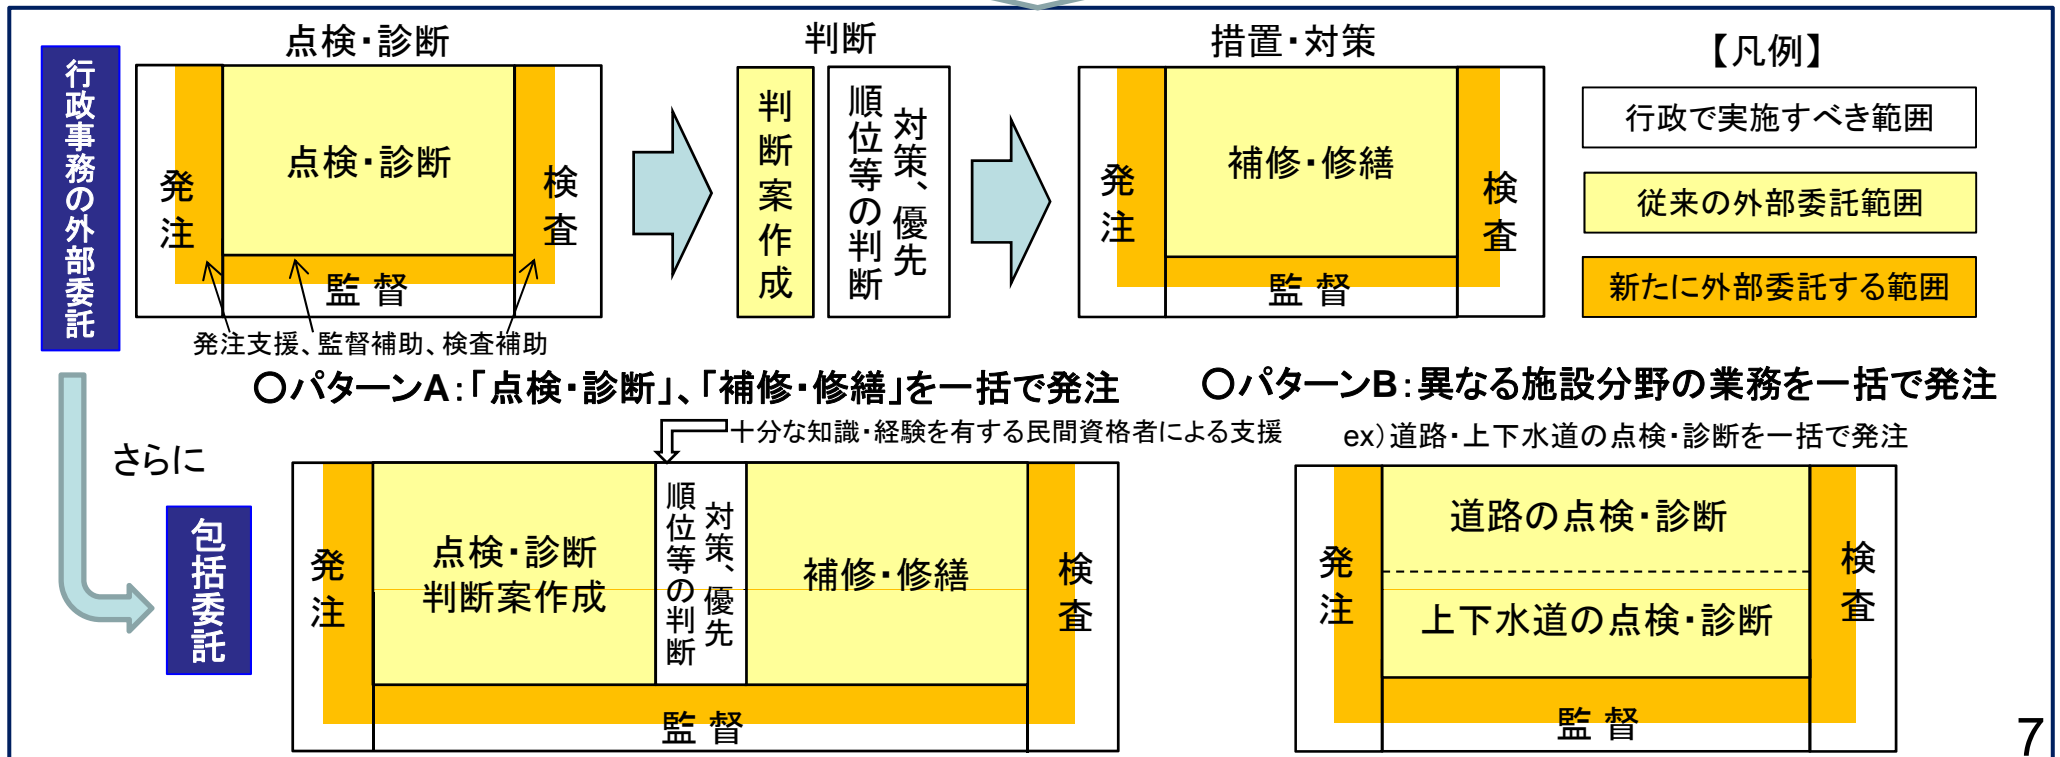 行政事務の外部委託
点検・診断
発注
点検・診断
検査
監督
発注支援、監督補助、検査補助
判断
判断案作成
対策、優先
順位等の判断
措置・対策
発注
補修・修繕
検査
監督
【凡例】
行政で実施すべき範囲
従来の外部委託範囲
新たに外部委託する範囲
さらに
包括委託
○パターンA：「点検・診断」、「補修・修繕」を一括で発注
十分な知識・経験を有する民間資格者による支援
発注
点検・診断
判断案作成
対策、優先
順位等の判断
補修・修繕
検査
監督
○パターンB：異なる施設分野の業務を一括で発注
ex）道路・上下水道の点検・診断を一括で発注
発注
道路の点検・診断
上下水道の点検・診断
検査
監督
7